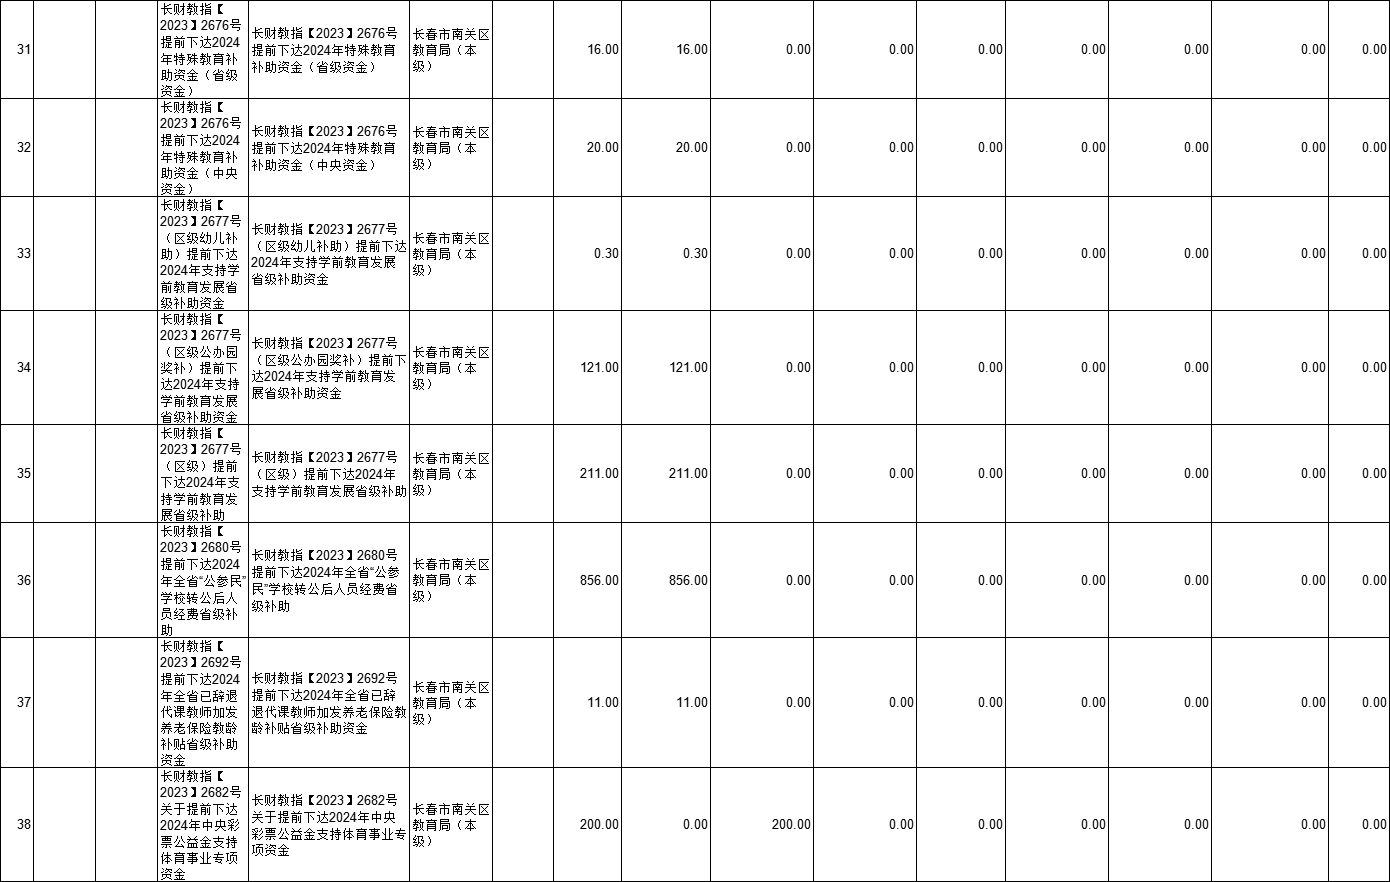 31
长财教指【
2023】2676号
提前下达2024
年特殊教育补
助资金（省级
资金）
长财教指【2023】2676号
提前下达2024年特殊教育
补助资金（省级资金）
长春市南关区
教育局（本
级）
16.00
16.00
0.00
0.00
0.00
0.00
0.00
0.00
0.00
32
长财教指【
2023】2676号
提前下达2024
年特殊教育补
助资金（中央
资金）
长财教指【2023】2676号
提前下达2024年特殊教育
补助资金（中央资金）
长春市南关区
教育局（本
级）
20.00
20.00
0.00
0.00
0.00
0.00
0.00
0.00
0.00
33
长财教指【
2023】2677号
（区级幼儿补
助）提前下达
2024年支持学
前教育发展省
级补助资金
长财教指【2023】2677号
（区级幼儿补助）提前下达
2024年支持学前教育发展
省级补助资金
长春市南关区
教育局（本
级）
0.30
0.30
0.00
0.00
0.00
0.00
0.00
0.00
0.00
34
长财教指【
2023】2677号
（区级公办园
奖补）提前下
达2024年支持
学前教育发展
省级补助资金
长财教指【2023】2677号
（区级公办园奖补）提前下
达2024年支持学前教育发
展省级补助资金
长春市南关区
教育局（本
级）
121.00
121.00
0.00
0.00
0.00
0.00
0.00
0.00
0.00
35
长财教指【
2023】2677号
（区级）提前
下达2024年支
持学前教育发
展省级补助
长财教指【2023】2677号
（区级）提前下达2024年
支持学前教育发展省级补助
长春市南关区
教育局（本
级）
211.00
211.00
0.00
0.00
0.00
0.00
0.00
0.00
0.00
36
长财教指【
2023】2680号
提前下达2024
年全省“公参民”
学校转公后人
员经费省级补
助
长财教指【2023】2680号
提前下达2024年全省“公参
民”学校转公后人员经费省
级补助
长春市南关区
教育局（本
级）
856.00
856.00
0.00
0.00
0.00
0.00
0.00
0.00
0.00
37
长财教指【
2023】2692号
提前下达2024
年全省已辞退
代课教师加发
养老保险教龄
补贴省级补助
资金
长财教指【2023】2692号
提前下达2024年全省已辞
退代课教师加发养老保险教
龄补贴省级补助资金
长春市南关区
教育局（本
级）
11.00
11.00
0.00
0.00
0.00
0.00
0.00
0.00
0.00
38
长财教指【
2023】2682号
关于提前下达
2024年中央彩
票公益金支持
体育事业专项
资金
长财教指【2023】2682号
关于提前下达2024年中央
彩票公益金支持体育事业专
项资金
长春市南关区
教育局（本
级）
200.00
0.00
200.00
0.00
0.00
0.00
0.00
0.00
0.00